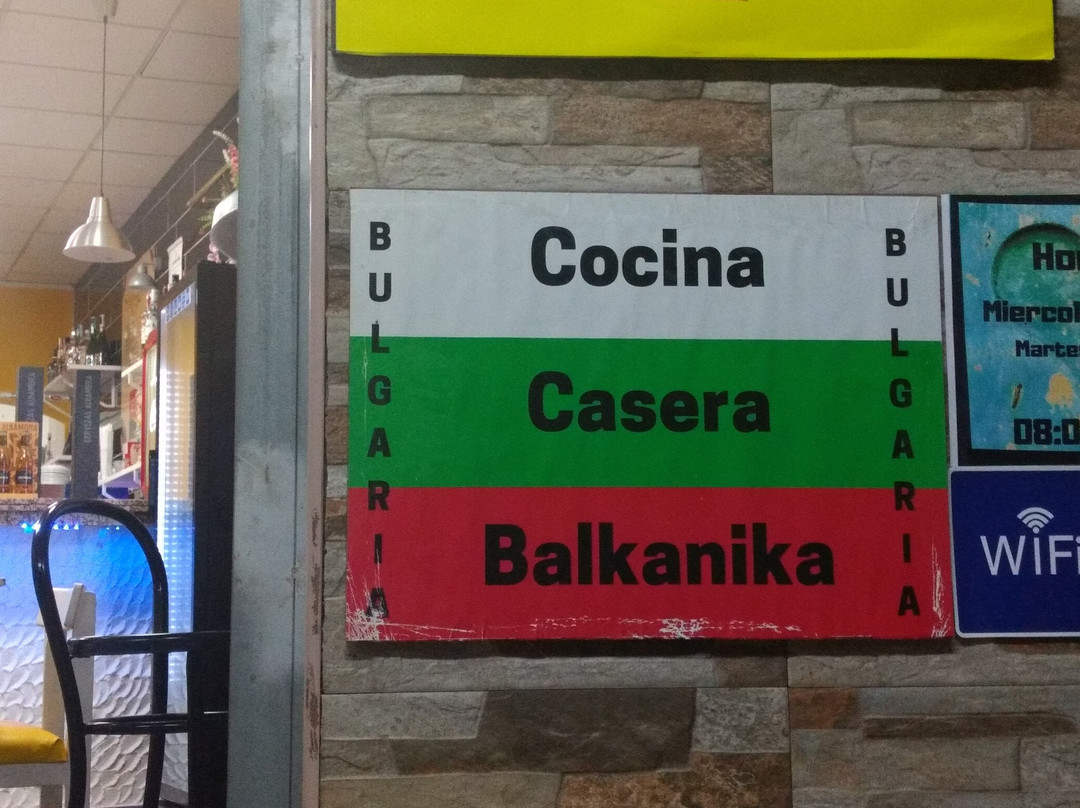 Cocina
Casera
Balkanika
BULGARIA
BULGARIA
WiFi
08:0